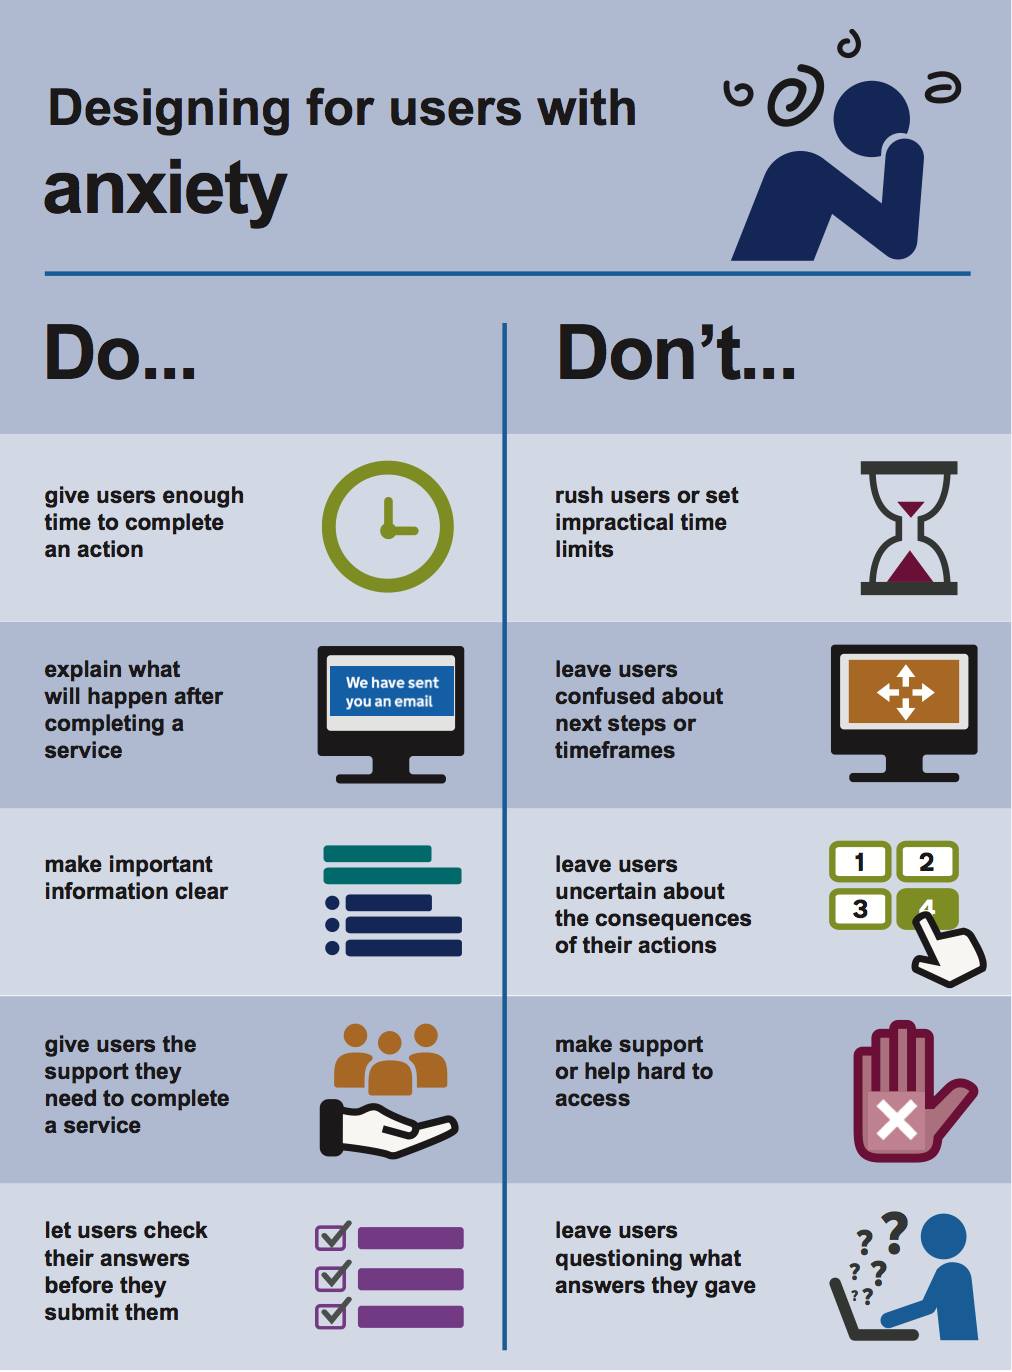 Designing for users with
anxiety
Do...
Don't...
give users enough
time to complete
an action
rush users or set
impractical time
limits
explain what
will happen after
completing a
service
We have sent
you an email
leave users
confused about
next steps or
timeframes
make important
information clear
leave users
uncertain about
the consequences
of their actions
1 2
3 4
give users the
support they
need to complete
a service
make support
or help hard to
access
let users check
their answers
before they
submit them
leave users
questioning what
answers they gave
? ?
? ?
? ?